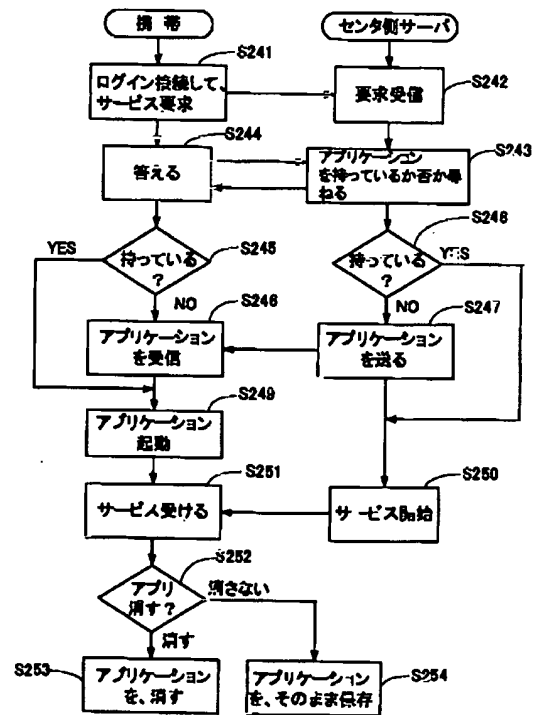 携 帯
センタ側サーバ
S241
ログイン接続して、
サービス要求
S242
要求受信
S244
答える
S243
アプリケーション
を持っているか否か尋
ねる
YES
S245
持っている
?
NO
S248
持っている
?
YES
NO
S246
アプリケーション
を受信
S247
アプリケーション
を送る
S249
アプリケーション
起動
S251
サービス受ける
S250
サービス開始
S252
アプリ
消す?
消さない
消す
S253
アプリケーション
を、消す
S254
アプリケーション
を、そのまま保存